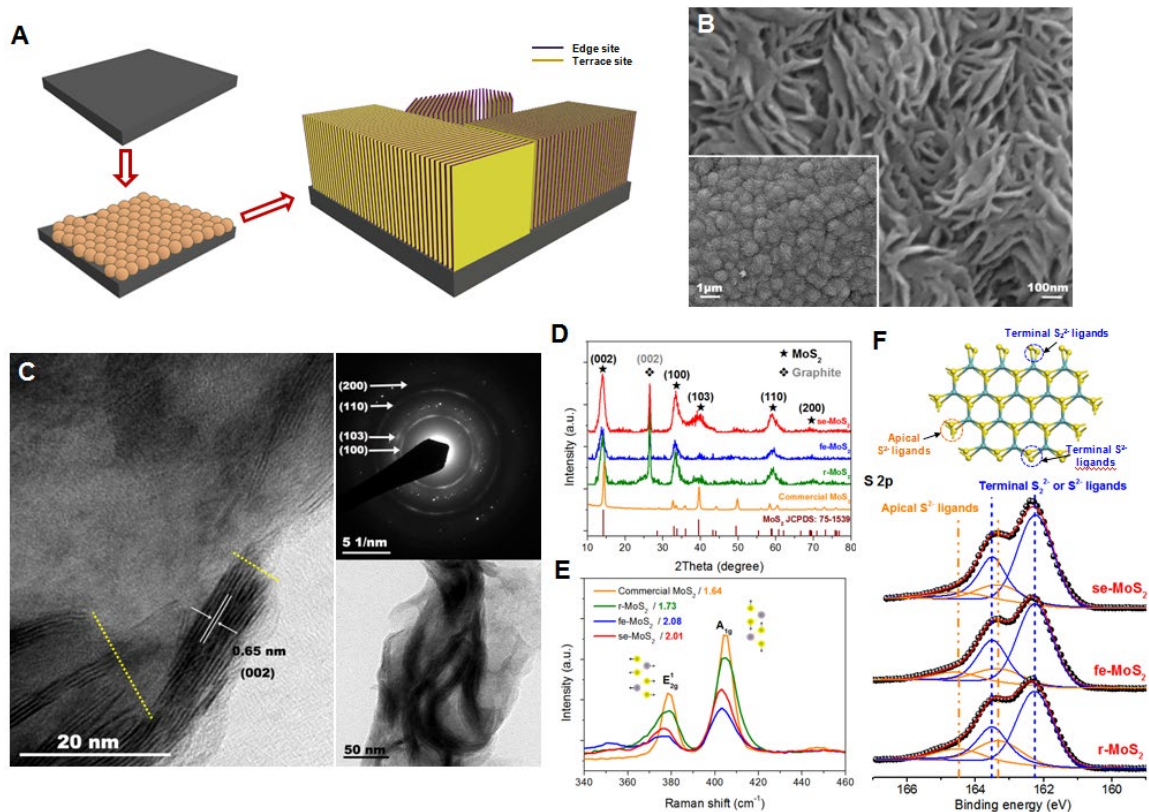 A
Edge site
Terrace site
B
1μm
100nm
C
0.65 nm
(002)
20 nm
(200)
(110)
(103)
(100)
5 1/nm
50 nm
D
(002)
(002)
(100)
(103)
(110)
(200)
★ MoS₂
❖ Graphite
se-MoS₂
fe-MoS₂
r-MoS₂
Commercial MoS₂
MoS₂ JCPDS: 75-1539
Intensity (a.u.)
10 20 30 40 50 60 70 80
2Theta (degree)
E
Commercial MoS₂ / 1.64
r-MoS₂ / 1.73
fe-MoS₂ / 2.08
se-MoS₂ / 2.01
A₁g
E¹₂g
Intensity (a.u.)
340 360 380 400 420 440 460
Raman shift (cm⁻¹)
F
Terminal S₂²⁻ ligands
Apical
S²⁻ ligands
Terminal S²⁻
ligands
S 2p
Terminal S₂²⁻ or S²⁻ ligands
Apical S²⁻ ligands
se-MoS₂
fe-MoS₂
r-MoS₂
Intensity (a.u.)
166 164 162 160
Binding energy (eV)